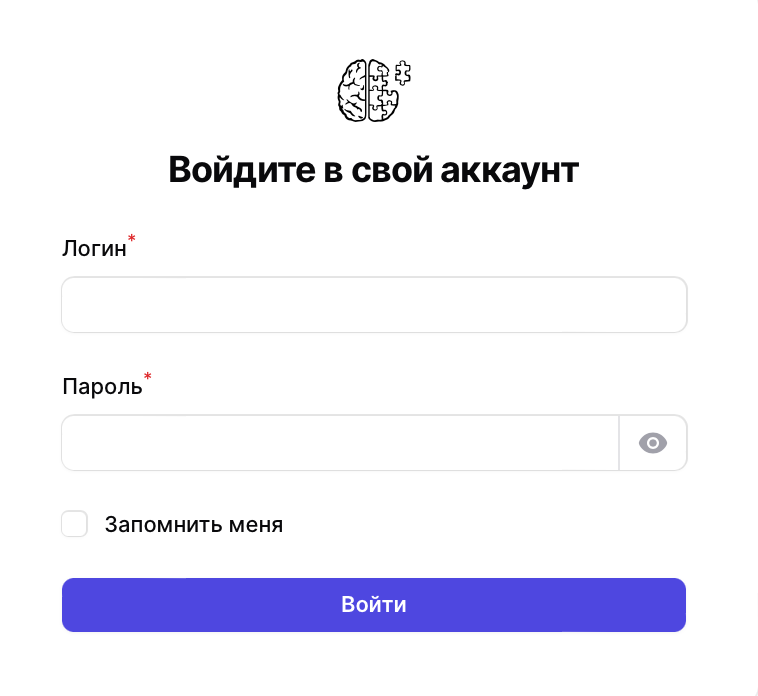 Войдите в свой аккаунт
Логин*
Пароль*
Запомнить меня
Войти